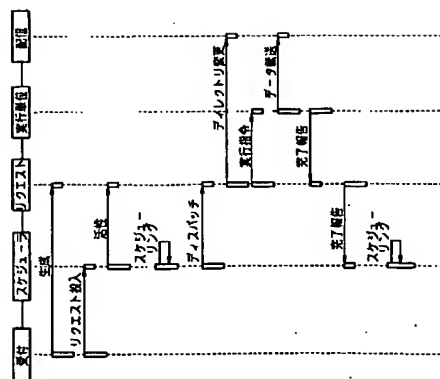 受付
スケジューラ
リクエスト
実行単位
配信
生成
リクエスト投入
活性
スケジュー
リング
ディスパッチ
ディレクトリ変更
実行指令
データ転送
完了報告
完了報告
スケジュー
リング